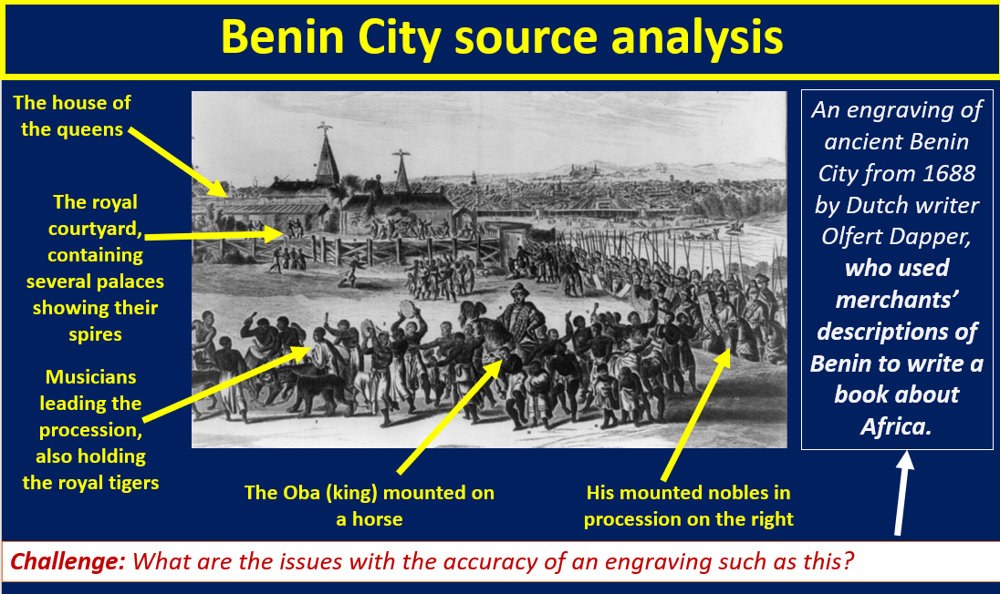 Benin City source analysis
The house of
the queens
The royal
courtyard,
containing
several palaces
showing their
spires
Musicians
leading the
procession,
also holding
the royal tigers
The Oba (king) mounted on
a horse
His mounted nobles in
procession on the right
An engraving of
ancient Benin
City from 1688
by Dutch writer
Olfert Dapper,
who used
merchants’
descriptions of
Benin to write a
book about
Africa.
Challenge: What are the issues with the accuracy of an engraving such as this?